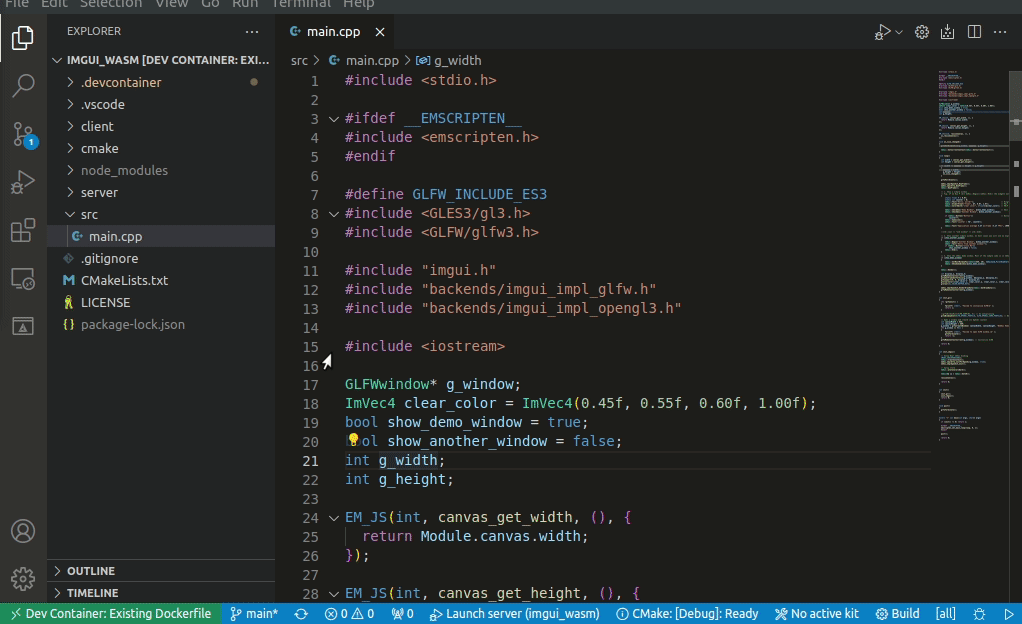 File Edit Selection View Go Run Terminal Help
EXPLORER
main.cpp
IMGUI_WASM [DEV CONTAINER: EXI...
.devcontainer
.vscode
client
cmake
node_modules
server
src
main.cpp
.gitignore
CMakeLists.txt
LICENSE
package-lock.json
OUTLINE
TIMELINE
src > main.cpp > g_width
1 #include <stdio.h>
2
3 #ifdef __EMSCRIPTEN__
4 #include <emscripten.h>
5 #endif
6
7 #define GLFW_INCLUDE_ES3
8 #include <GLES3/gl3.h>
9 #include <GLFW/glfw3.h>
10
11 #include "imgui.h"
12 #include "backends/imgui_impl_glfw.h"
13 #include "backends/imgui_impl_opengl3.h"
14
15 #include <iostream>
16
17 GLFWwindow* g_window;
18 ImVec4 clear_color = ImVec4(0.45f, 0.55f, 0.60f, 1.00f);
19 bool show_demo_window = true;
20 bool show_another_window = false;
21 int g_width;
22 int g_height;
23
24 EM_JS(int, canvas_get_width, (), {
25 return Module.canvas.width;
26 });
27
28 EM_JS(int, canvas_get_height, (), {
1
Dev Container: Existing Dockerfile main* 0 0 0 Launch server (imgui_wasm) CMake: [Debug]: Ready No active kit Build [all]